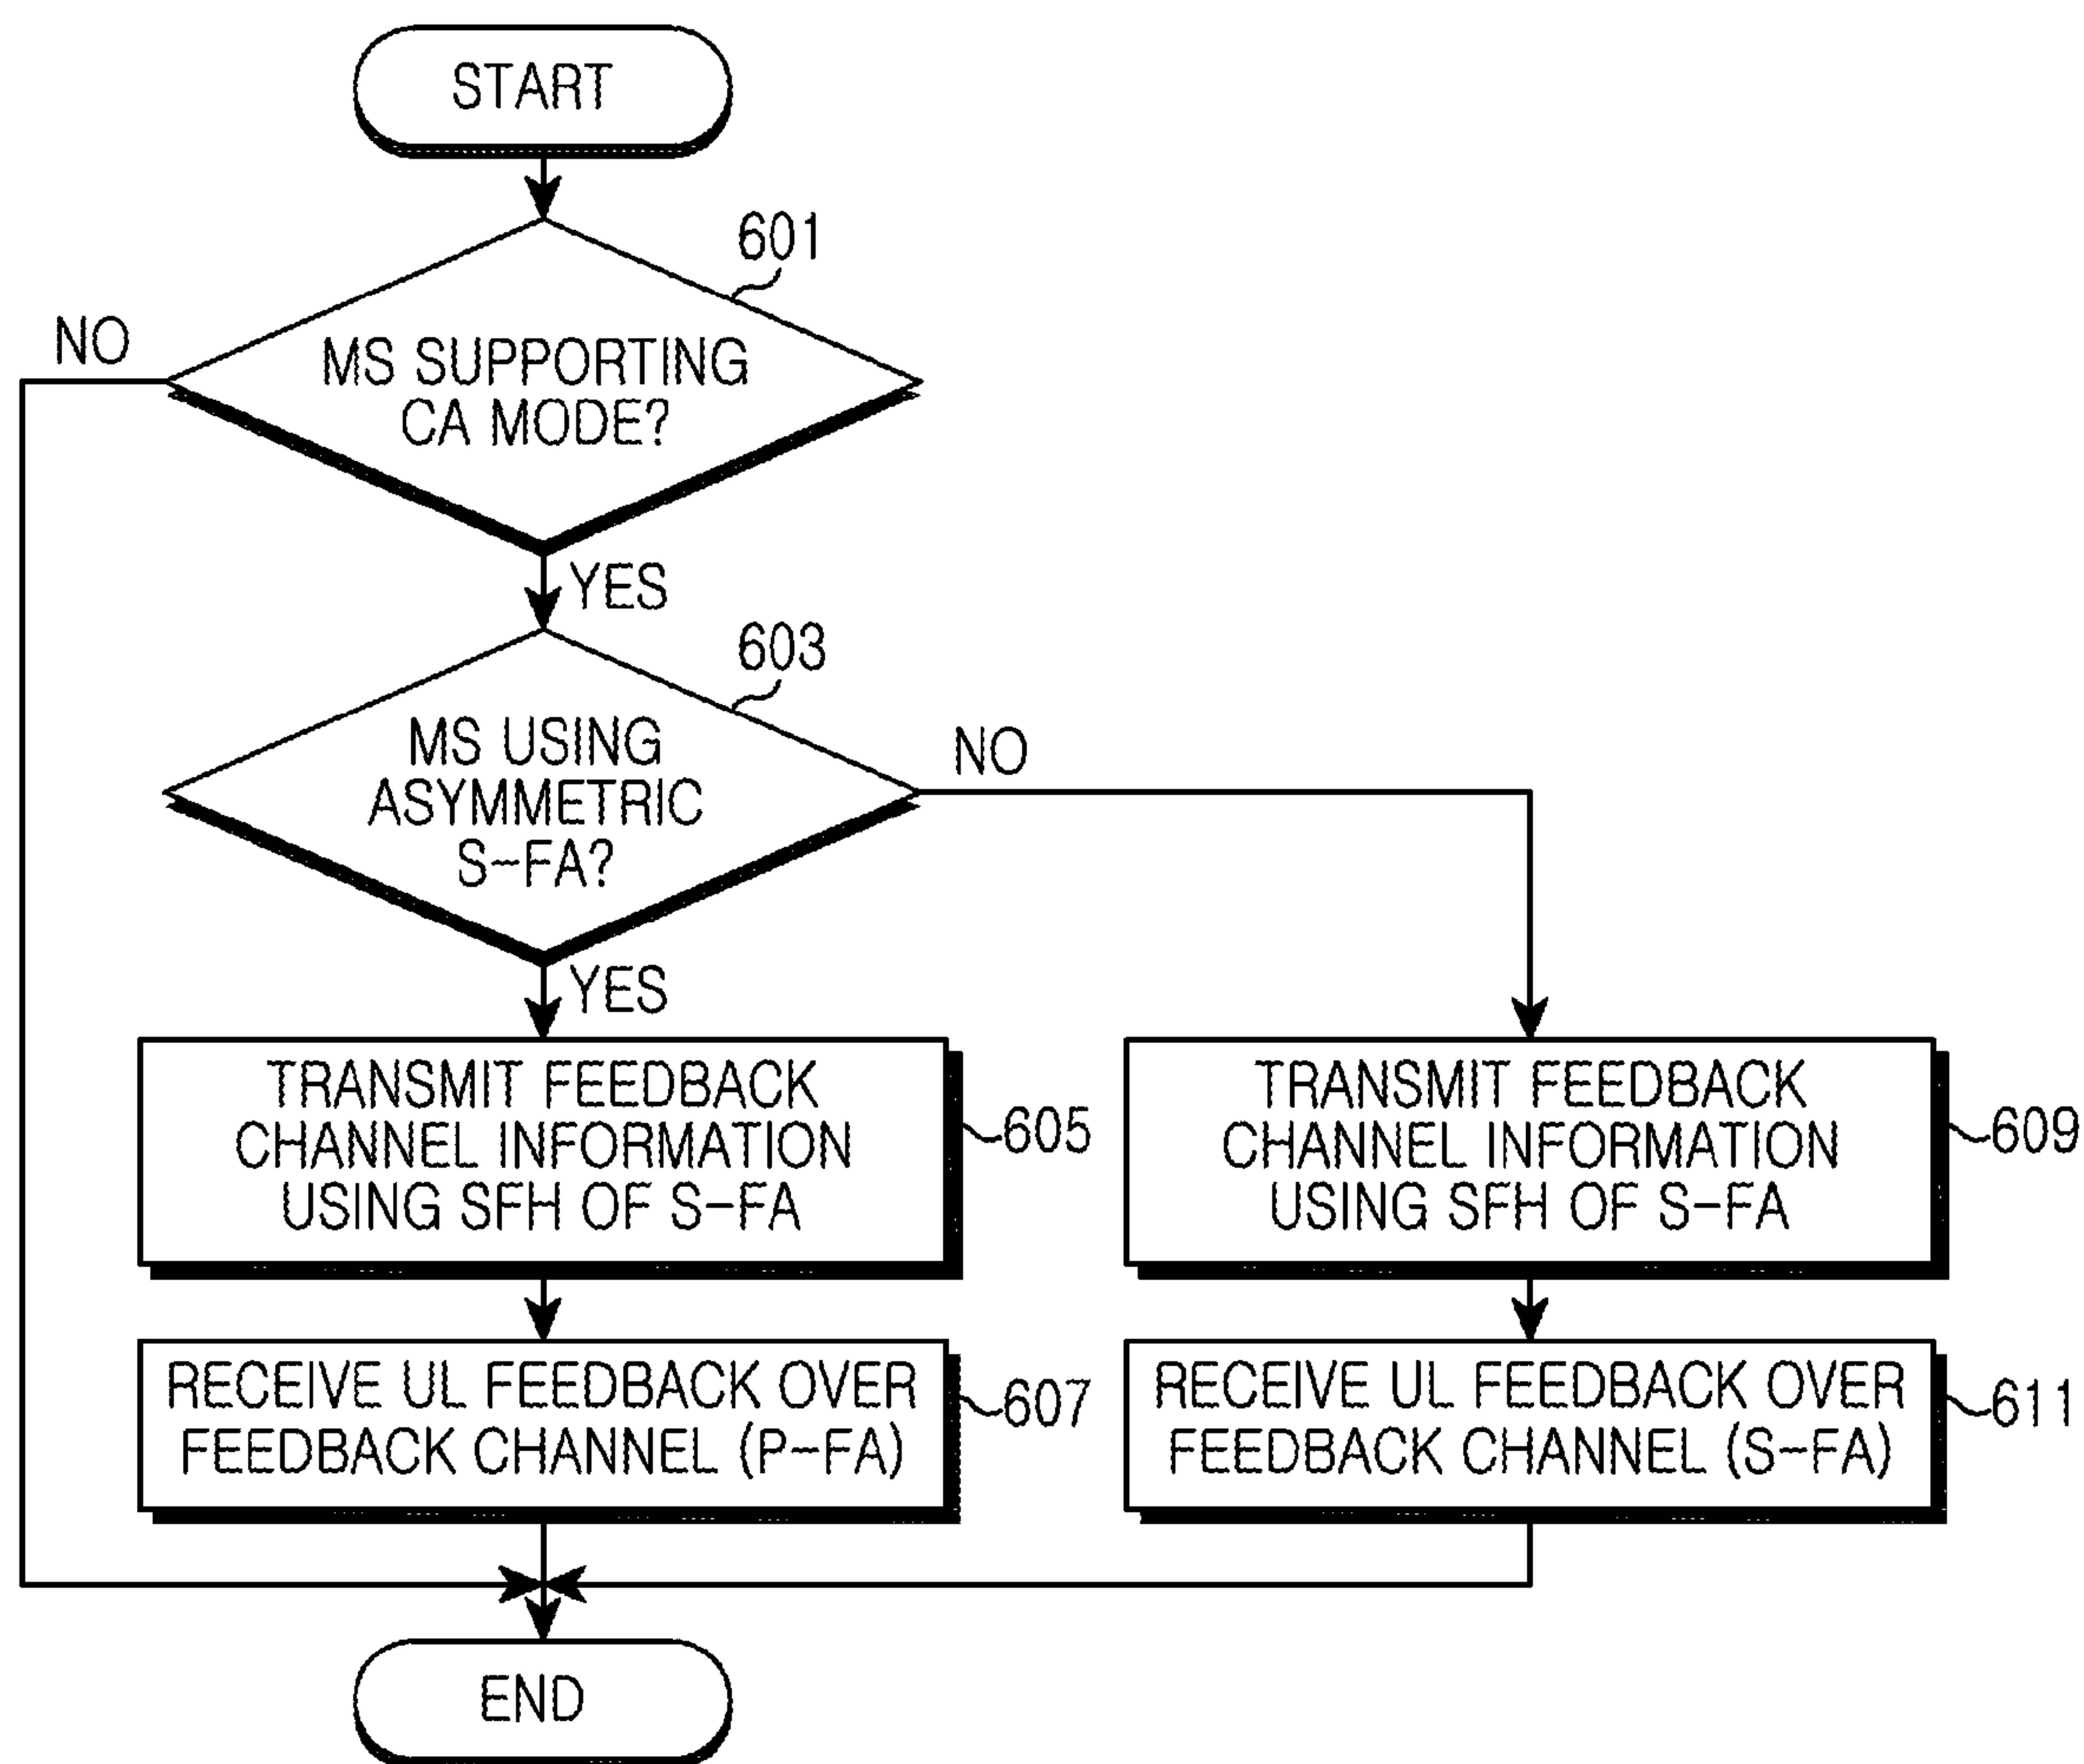 START
601
NO
MS SUPPORTING
CA MODE?
YES
603
MS USING
ASYMMETRIC
S-FA?
NO
YES
TRANSMIT FEEDBACK
CHANNEL INFORMATION
USING SFH OF S-FA
605
TRANSMIT FEEDBACK
CHANNEL INFORMATION
USING SFH OF S-FA
609
RECEIVE UL FEEDBACK OVER
FEEDBACK CHANNEL (P-FA)
607
RECEIVE UL FEEDBACK OVER
FEEDBACK CHANNEL (S-FA)
611
END